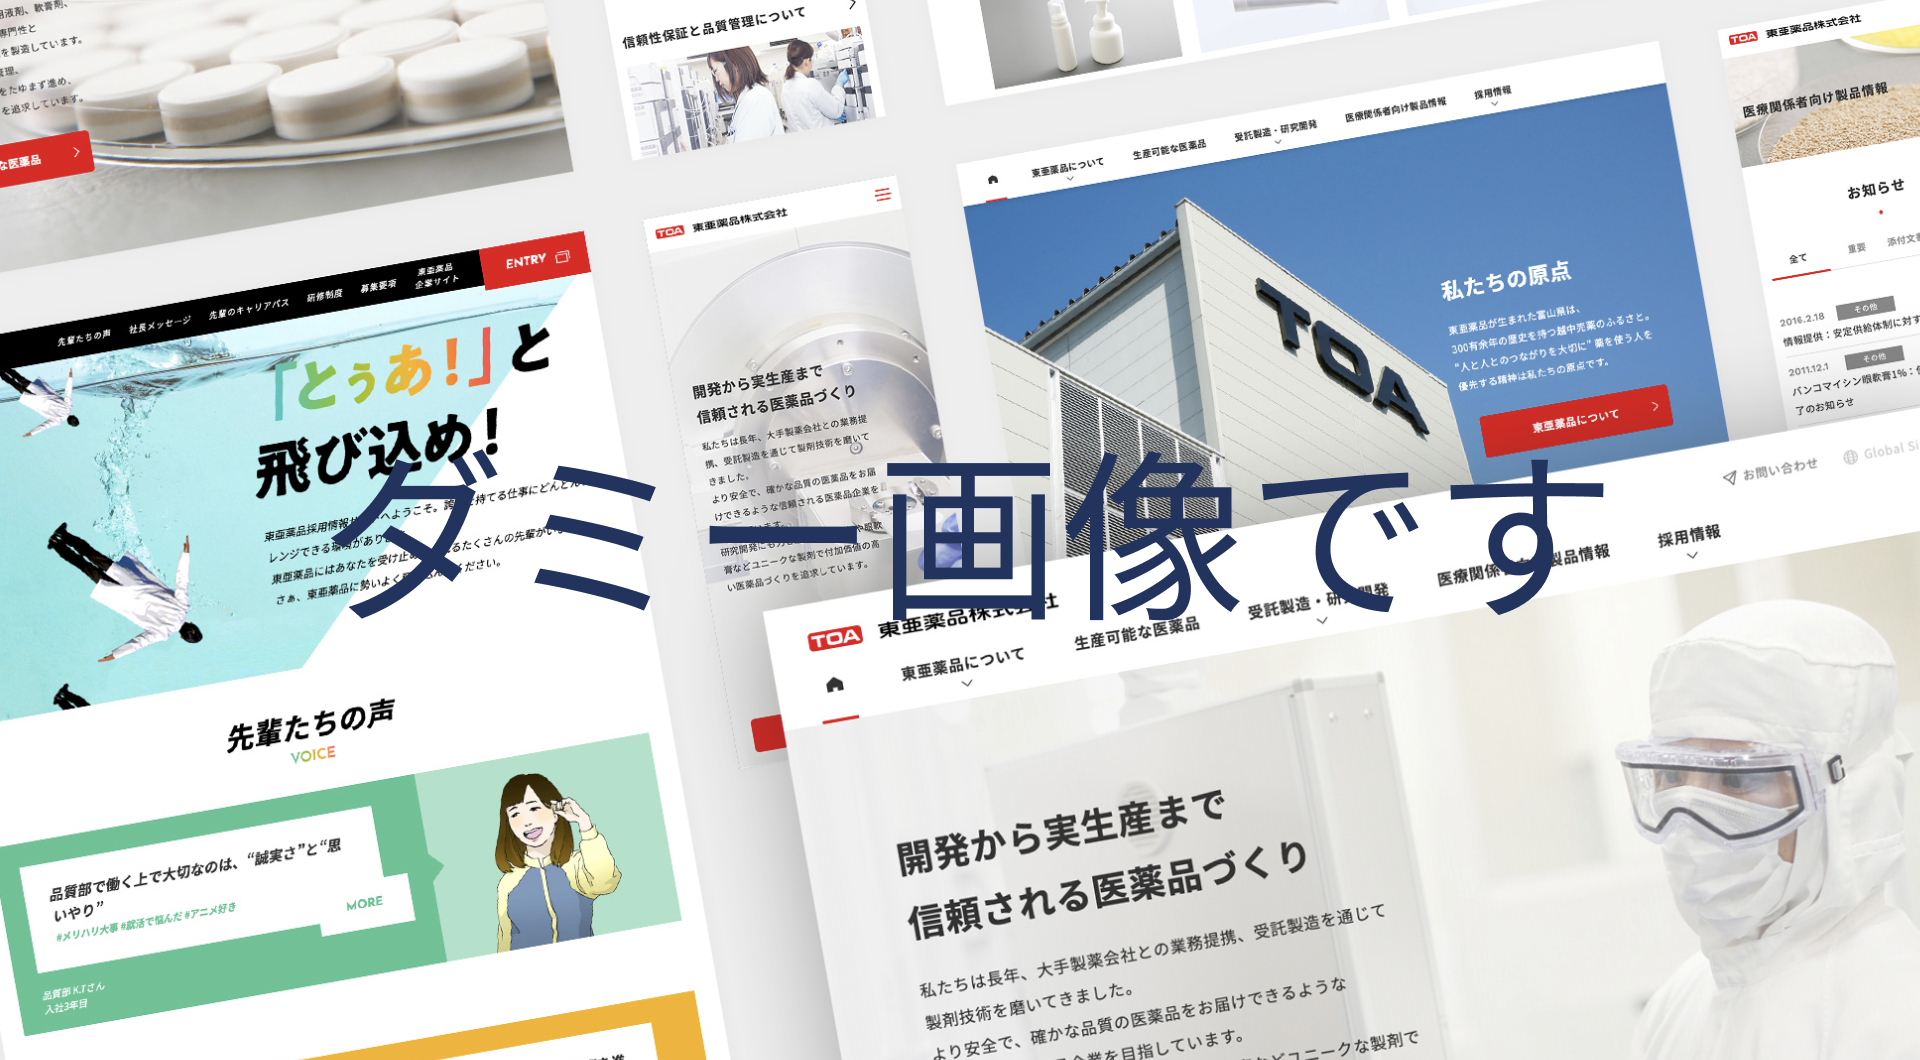 ダミー画像です
用液剤、軟膏剤、
専門性と
を製造しています。
管理、
をたゆまず進め、
を追求しています。
な医薬品
信頼性保証と品質管理について
TOA 東亜薬品株式会社
医療関係者向け製品情報
お知らせ
全て 重要 添付文書
2016.2.18 その他
情報提供：安定供給体制に対す
2011.12.1 その他
バンコマイシン眼軟膏1%：
了のお知らせ
東亜薬品について 生産可能な医薬品 受託製造・研究開発 医療関係者向け製品情報 採用情報
TOA
私たちの原点
東亜薬品が生まれた富山県は、
300有余年の歴史を持つ越中売薬のふるさと。
“人と人とのつながりを大切に” 薬を使う人を
優先する精神は私たちの原点です。
東亜薬品について
先輩たちの声 社長メッセージ 先輩のキャリアパス 研修制度 募集要項 東亜薬品
企業サイト
ENTRY
「とぅあ！」と
飛び込め！
東亜薬品採用情報サイトへようこそ。誇りを持てる仕事にどんどん
レンジできる環境があり
東亜薬品にはあなたを受け止め るたくさんの先輩がい
さぁ、東亜薬品に勢いよく飛び込んでください。
先輩たちの声
VOICE
品質部で働く上で大切なのは、“誠実さ”と“思
いやり”
#メリハリ大事 #就活で悩んだ #アニメ好き
MORE
品質部 K.Tさん
入社3年目
TOA 東亜薬品株式会社
開発から実生産まで
信頼される医薬品づくり
私たちは長年、大手製薬会社との業務提
携、受託製造を通じて製剤技術を磨いて
きました。
より安全で、確かな品質の医薬品をお届
けできるような信頼される医薬品企業を
研究開発にも力 や眼軟
膏などユニークな製剤で付加価値の高
い医薬品づくりを追求しています。
お問い合わせ Global Si
TOA 東亜薬品株式会社
東亜薬品について 生産可能な医薬品 受託製造・研究開発 医療関係者向け製品情報 採用情報
開発から実生産まで
信頼される医薬品づくり
私たちは長年、大手製薬会社との業務提携、受託製造を通じて
製剤技術を磨いてきました。
より安全で、確かな品質の医薬品をお届けできるような
企業を目指しています。
などユニークな製剤で